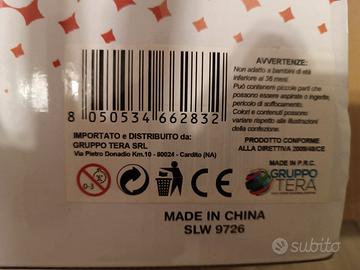 AVVERTENZE:
Non adatto a bambini di età
inferiore ai 36 mesi.
Può contenere piccole parti che
possono essere aspirate o ingerite:
pericolo di soffocamento.
Colori e contenuti possono
variare rispetto alle illustrazioni
della confezione.
8 050534 662832
IMPORTATO e DISTRIBUITO da:
GRUPPO TERA SRL
Via Pietro Donadio Km.10 - 80024 - Cardito (NA)
PRODOTTO CONFORME
ALLA DIRETTIVA 2009/48/CE
MADE IN P.R.C.
GRUPPO
TERA
0-3
CE
MADE IN CHINA
SLW 9726
subito